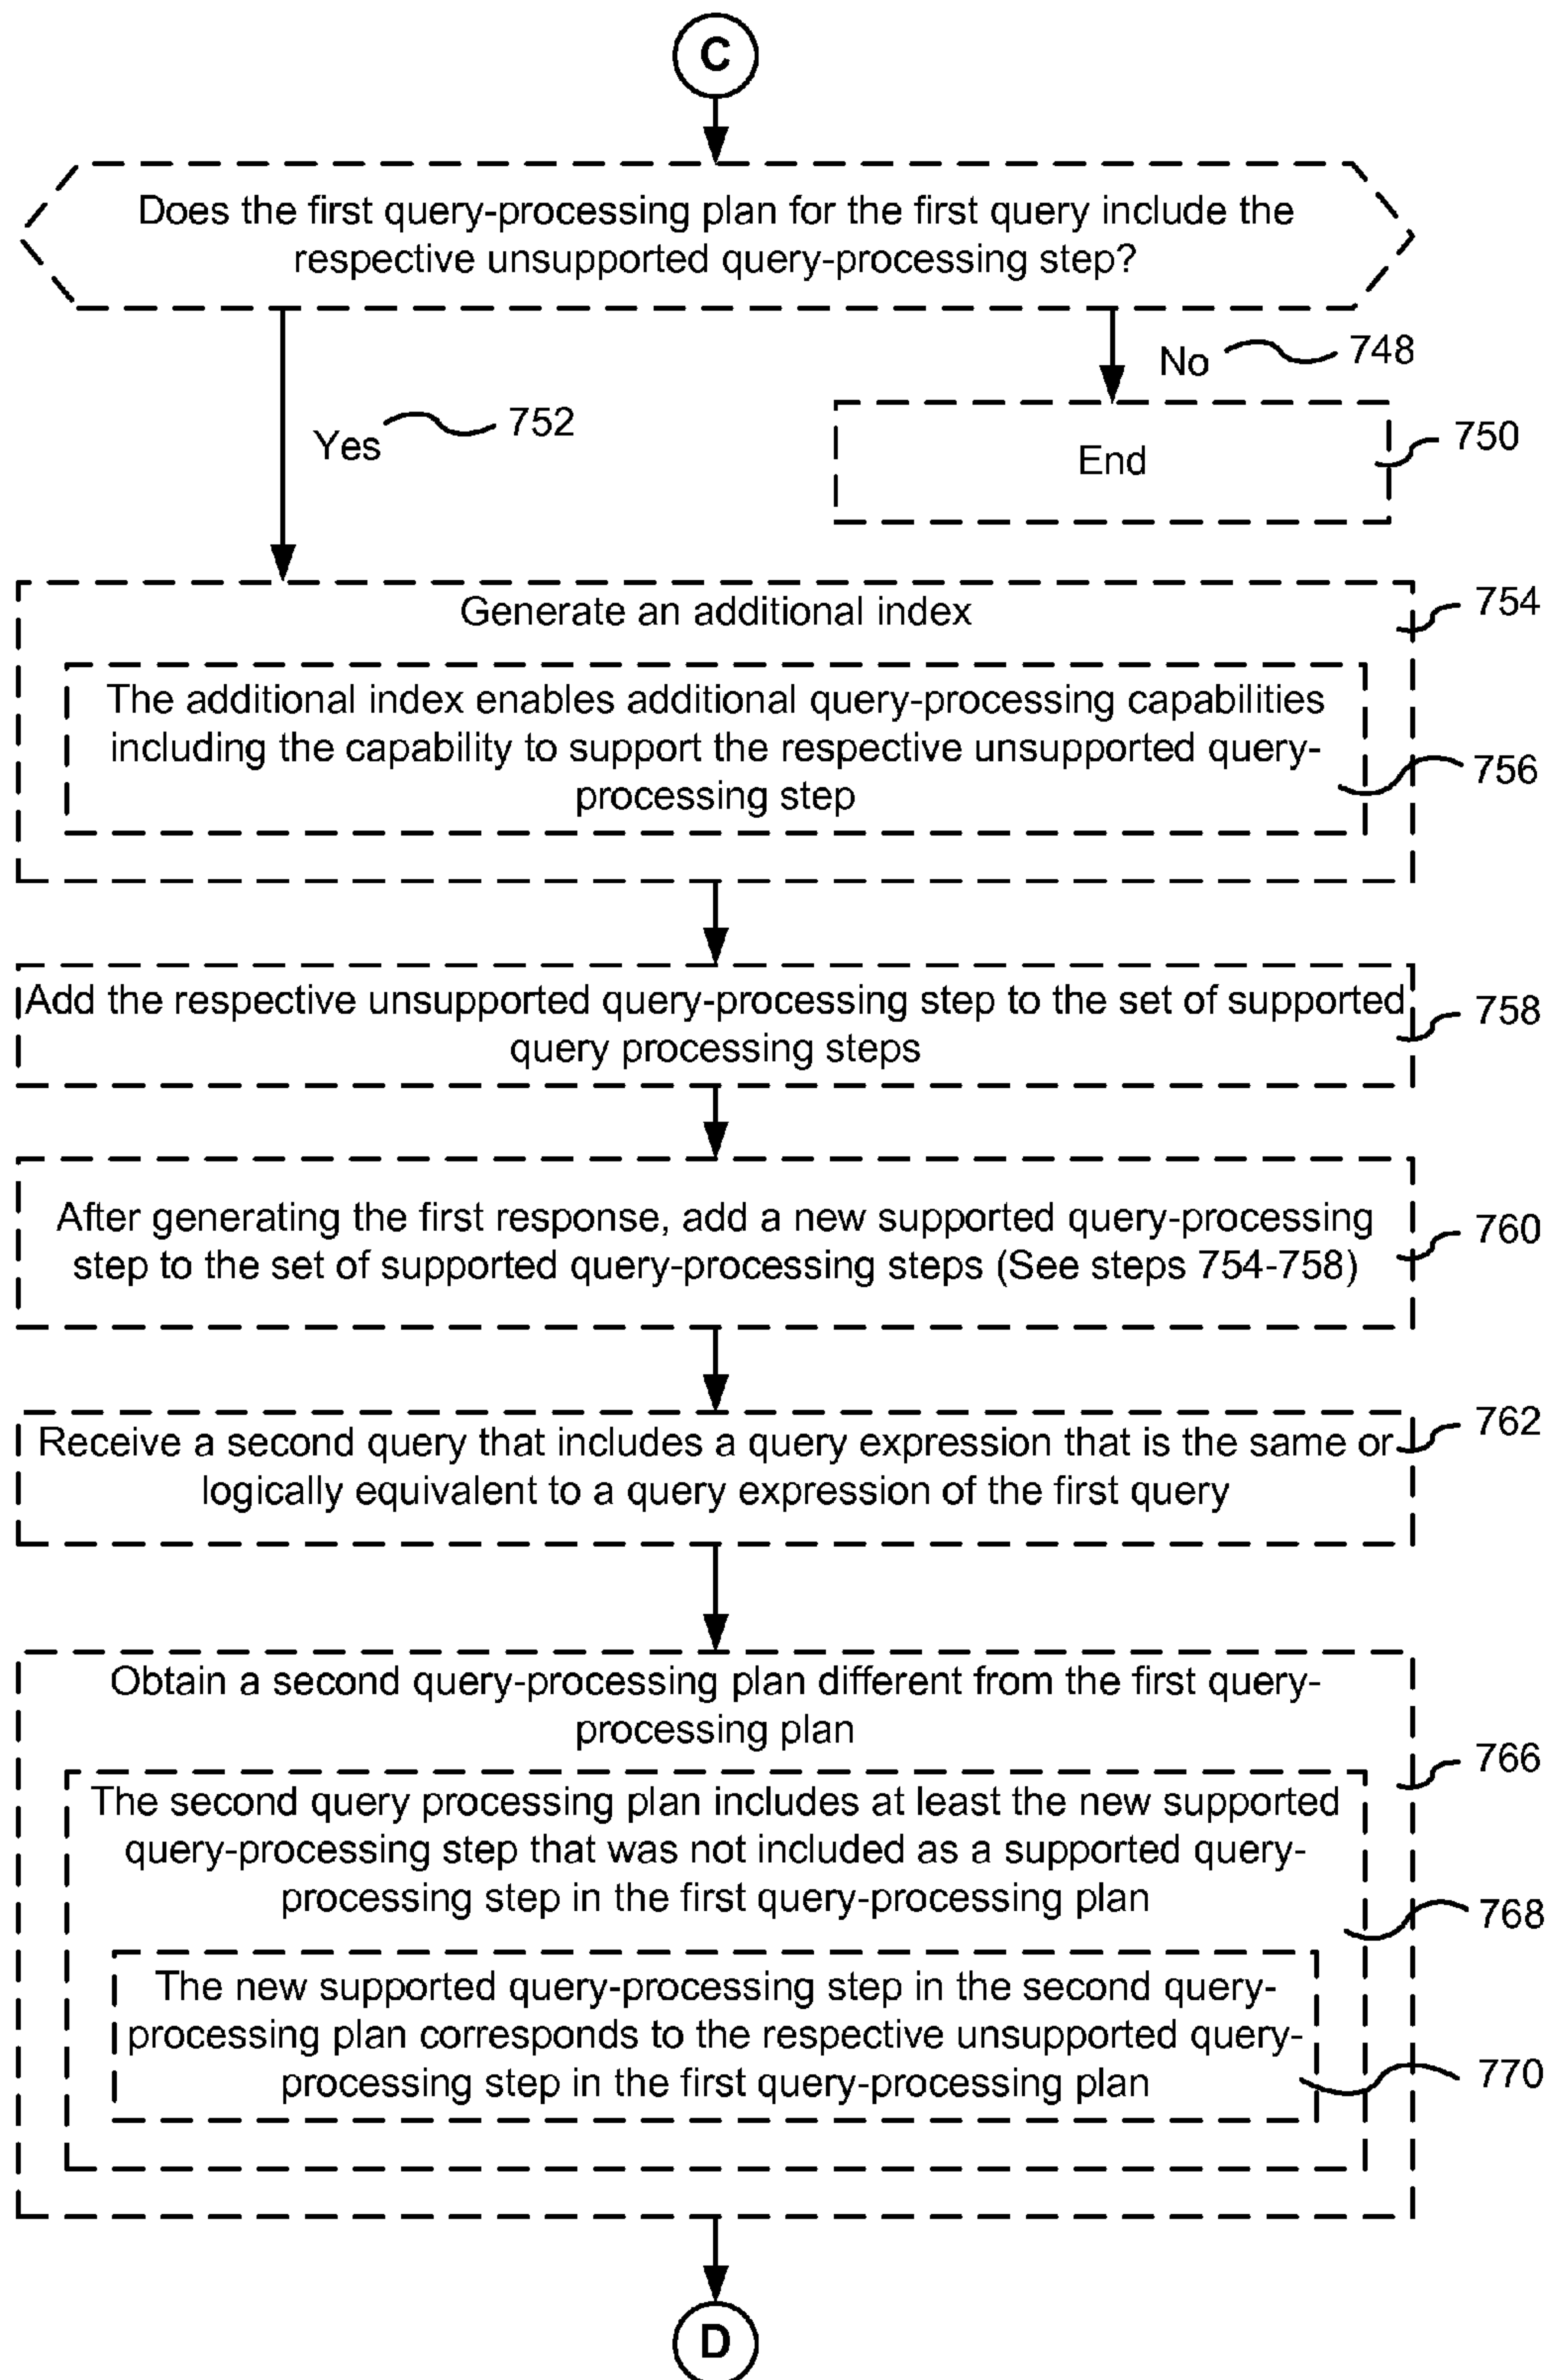 C
Does the first query-processing plan for the first query include the
respective unsupported query-processing step?
No
748
Yes
752
End
750
Generate an additional index
754
The additional index enables additional query-processing capabilities
including the capability to support the respective unsupported query-
processing step
756
Add the respective unsupported query-processing step to the set of supported
query processing steps
758
After generating the first response, add a new supported query-processing
step to the set of supported query-processing steps (See steps 754-758)
760
Receive a second query that includes a query expression that is the same or
logically equivalent to a query expression of the first query
762
Obtain a second query-processing plan different from the first query-
processing plan
766
The second query processing plan includes at least the new supported
query-processing step that was not included as a supported query-
processing step in the first query-processing plan
768
The new supported query-processing step in the second query-
processing plan corresponds to the respective unsupported query-
processing step in the first query-processing plan
770
D